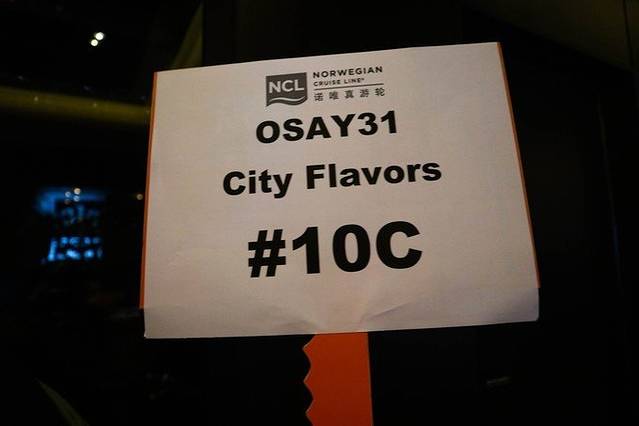 NCL
NORWEGIAN
CRUISE LINE®
诺唯真游轮
OSAY31
City Flavors
#10C